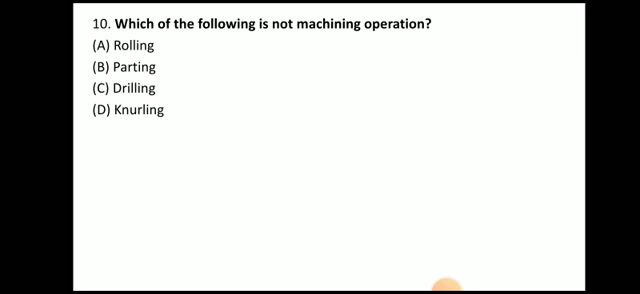 10. Which of the following is not machining operation?
(A) Rolling
(B) Parting
(C) Drilling
(D) Knurling